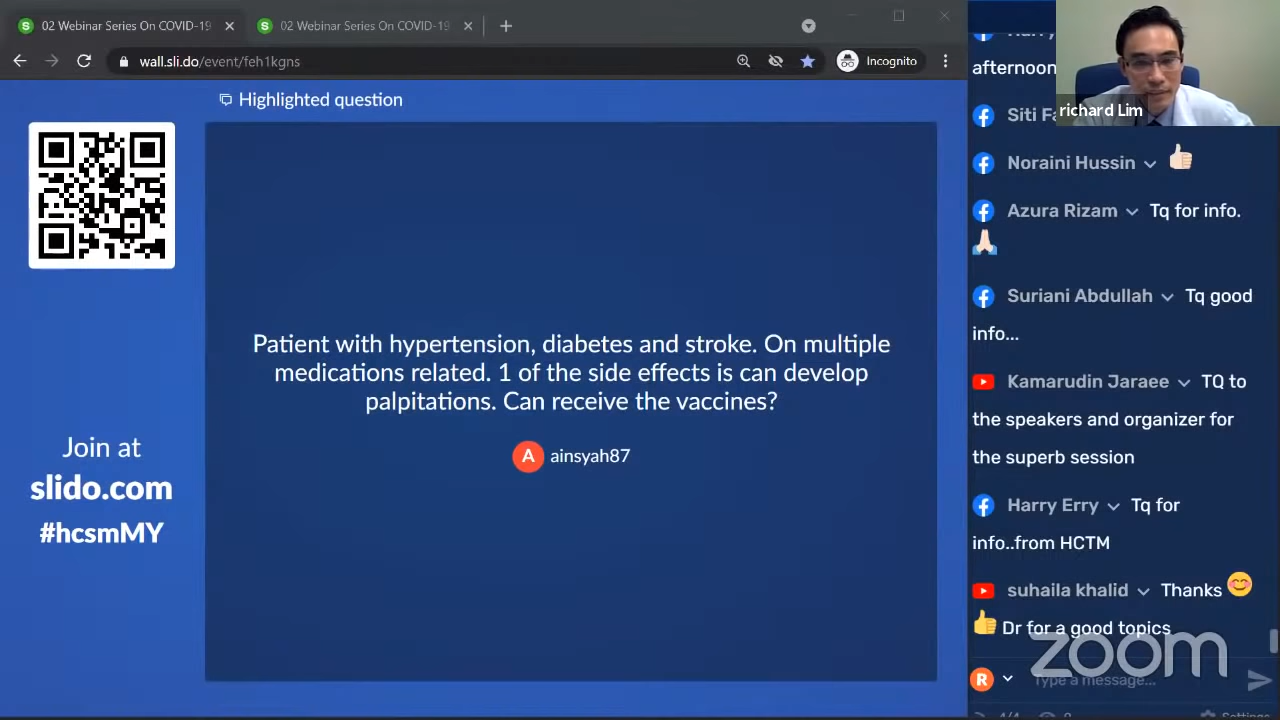 02 Webinar Series On COVID-19
02 Webinar Series On COVID-19
wall.sli.do/event/feh1kgns
Incognito
Highlighted question
Patient with hypertension, diabetes and stroke. On multiple
medications related. 1 of the side effects is can develop
palpitations. Can receive the vaccines?
A ainsyah87
Join at
slido.com
#hcsmMY
richard Lim
afternoon
Siti Fa
Noraini Hussin
Azura Rizam Tq for info.
Suriani Abdullah Tq good
info...
Kamarudin Jaraee TQ to
the speakers and organizer for
the superb session
Harry Erry Tq for
info..from HCTM
suhaila khalid Thanks
Dr for a good topics
zoom
R Type a message...